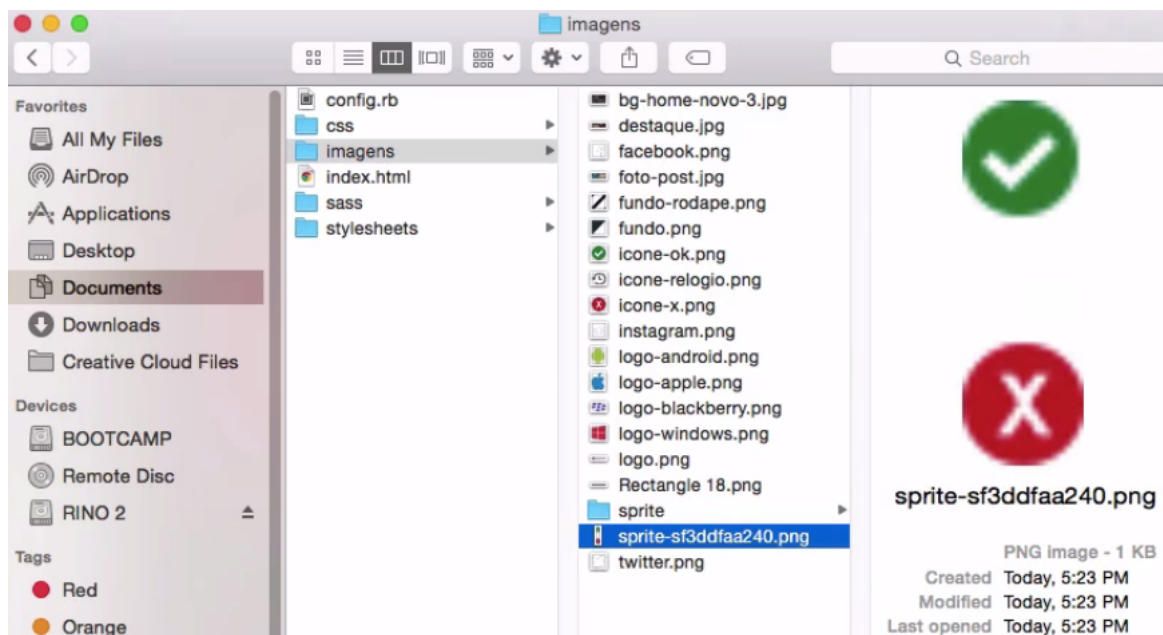 imagens
Search
Favorites
All My Files
AirDrop
Applications
Desktop
Documents
Downloads
Creative Cloud Files
Devices
BOOTCAMP
Remote Disc
RINO 2
Tags
Red
Orange
config.rb
css
imagens
index.html
sass
stylesheets
bg-home-novo-3.jpg
destaque.jpg
facebook.png
foto-post.jpg
fundo-rodape.png
fundo.png
icone-ok.png
icone-relogio.png
icone-x.png
instagram.png
logo-android.png
logo-apple.png
logo-blackberry.png
logo-windows.png
logo.png
Rectangle 18.png
sprite
sprite-sf3ddfaa240.png
twitter.png
X
sprite-sf3ddfaa240.png
PNG image - 1 KB
Created Today, 5:23 PM
Modified Today, 5:23 PM
Last opened Today, 5:23 PM